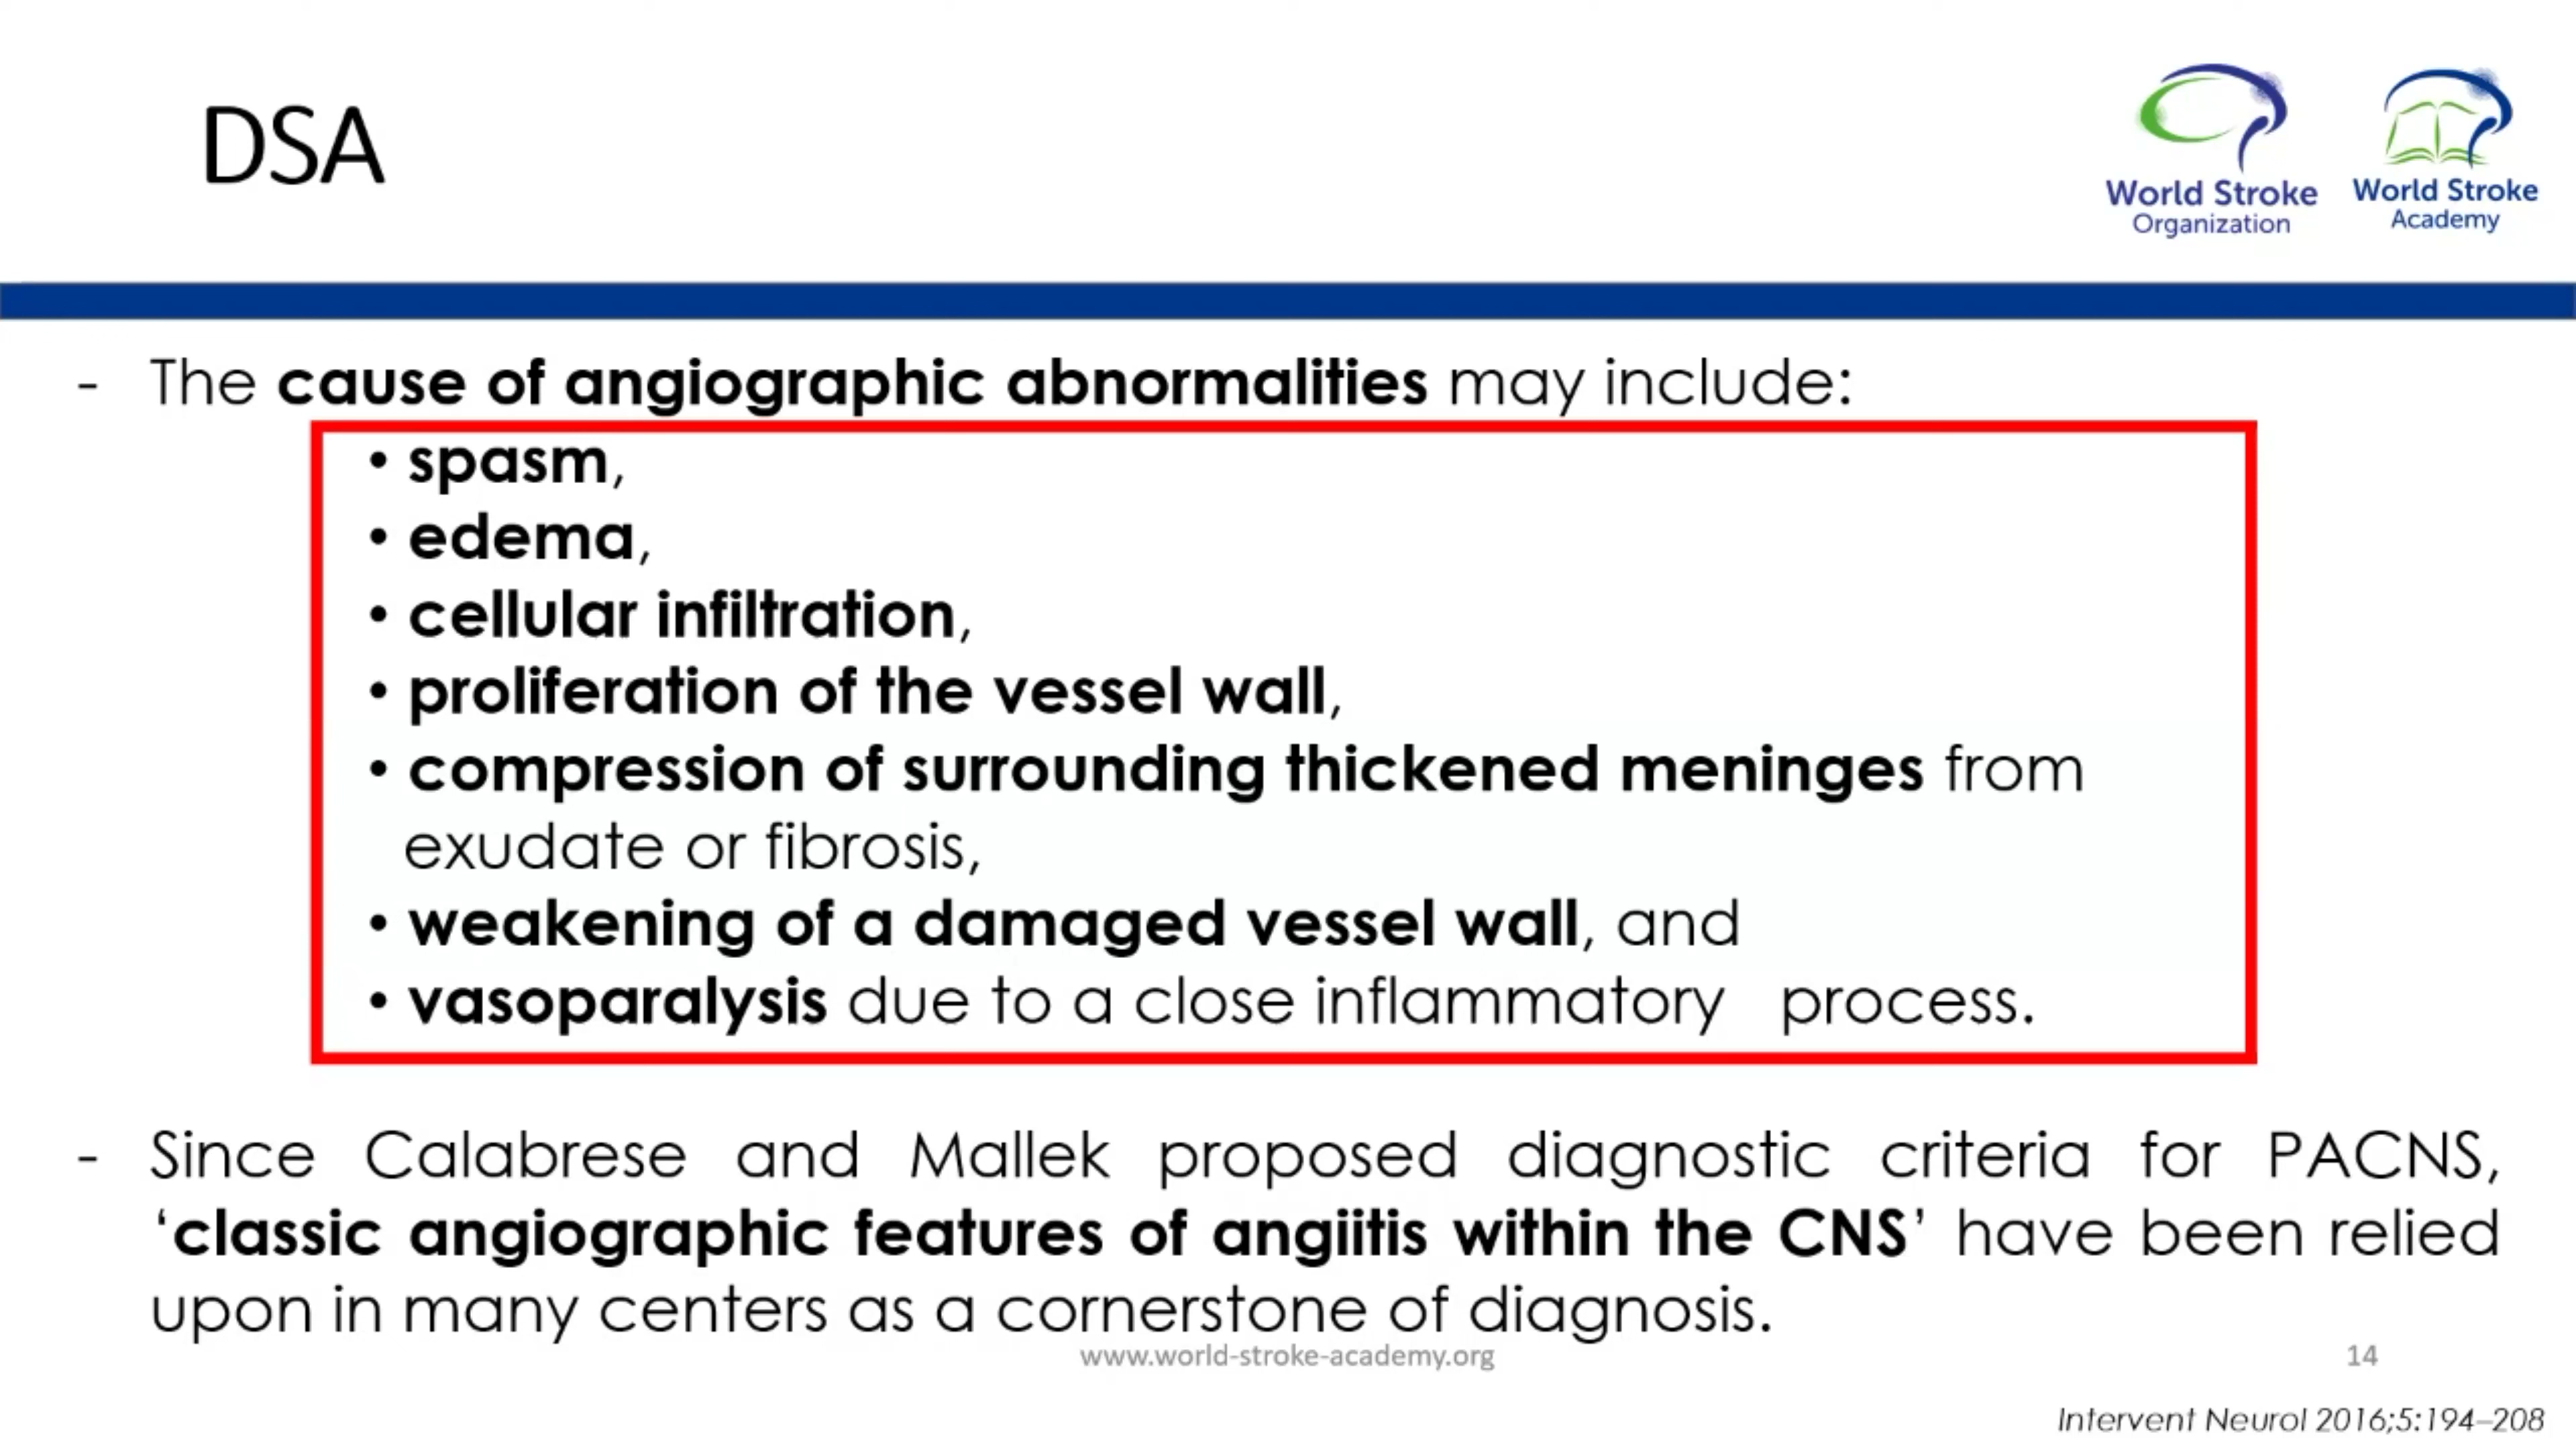 DSA
World Stroke
Organization
World Stroke
Academy
- The cause of angiographic abnormalities may include:
• spasm,
• edema,
• cellular infiltration,
• proliferation of the vessel wall,
• compression of surrounding thickened meninges from
exudate or fibrosis,
• weakening of a damaged vessel wall, and
• vasoparalysis due to a close inflammatory process.
- Since Calabrese and Mallek proposed diagnostic criteria for PACNS,
‘classic angiographic features of angiitis within the CNS’ have been relied
upon in many centers as a cornerstone of diagnosis.
www.world-stroke-academy.org
14
Intervent Neurol 2016;5:194–208